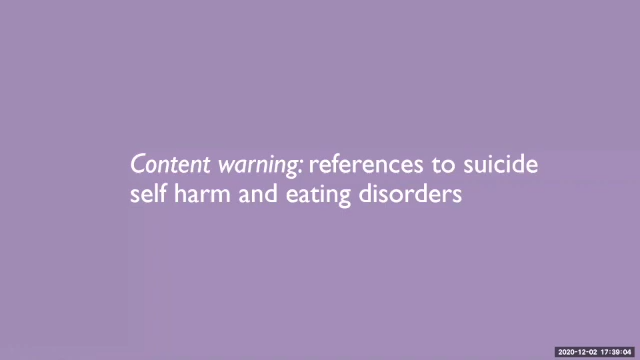 Content warning: references to suicide
self harm and eating disorders
2020-12-02 17:39:04